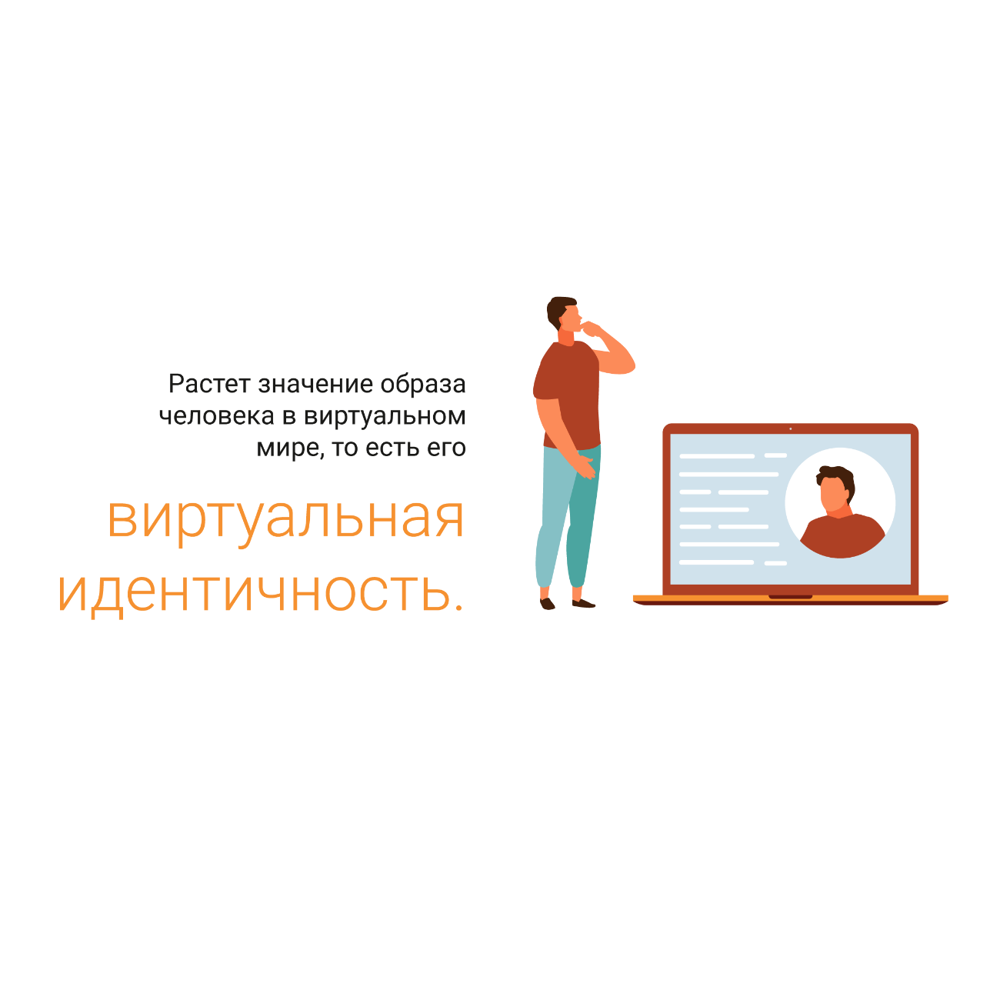 Растет значение образа
человека в виртуальном
мире, то есть его
виртуальная
идентичность.